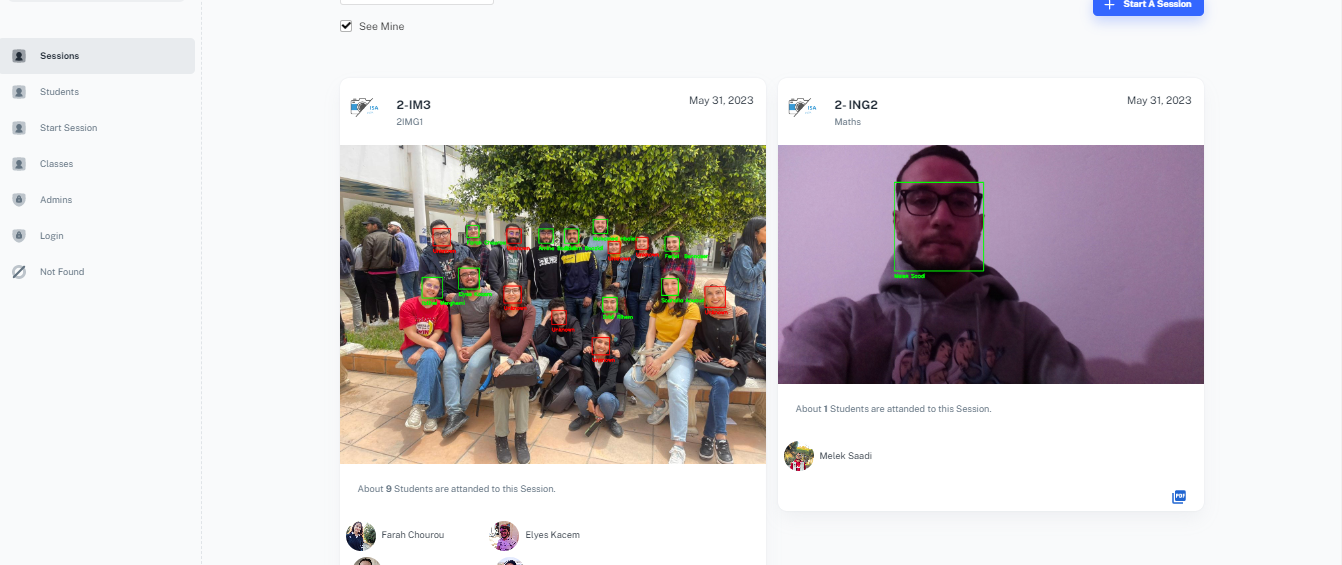 See Mine
Start A Session
Sessions
Students
Start Session
Classes
Admins
Login
Not Found
2-IM3
2IMG1
May 31, 2023
ISA
About 9 Students are attanded to this Session.
Farah Chourou
Elyes Kacem
2- ING2
Maths
May 31, 2023
ISA
Melek Saadi
About 1 Students are attanded to this Session.
Melek Saadi
PDF